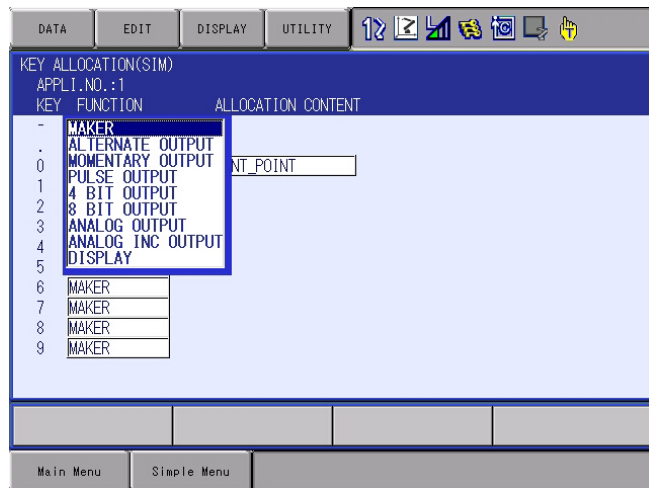 DATA EDIT DISPLAY UTILITY
KEY ALLOCATION(SIM)
APPLI.NO.:1
KEY FUNCTION ALLOCATION CONTENT
-
MAKER
ALTERNATE OUTPUT
.
MOMENTARY OUTPUT
0 NT_POINT
PULSE OUTPUT
1
4 BIT OUTPUT
2
8 BIT OUTPUT
3
ANALOG OUTPUT
4
ANALOG INC OUTPUT
5
DISPLAY
6 MAKER
7 MAKER
8 MAKER
9 MAKER
Main Menu Simple Menu